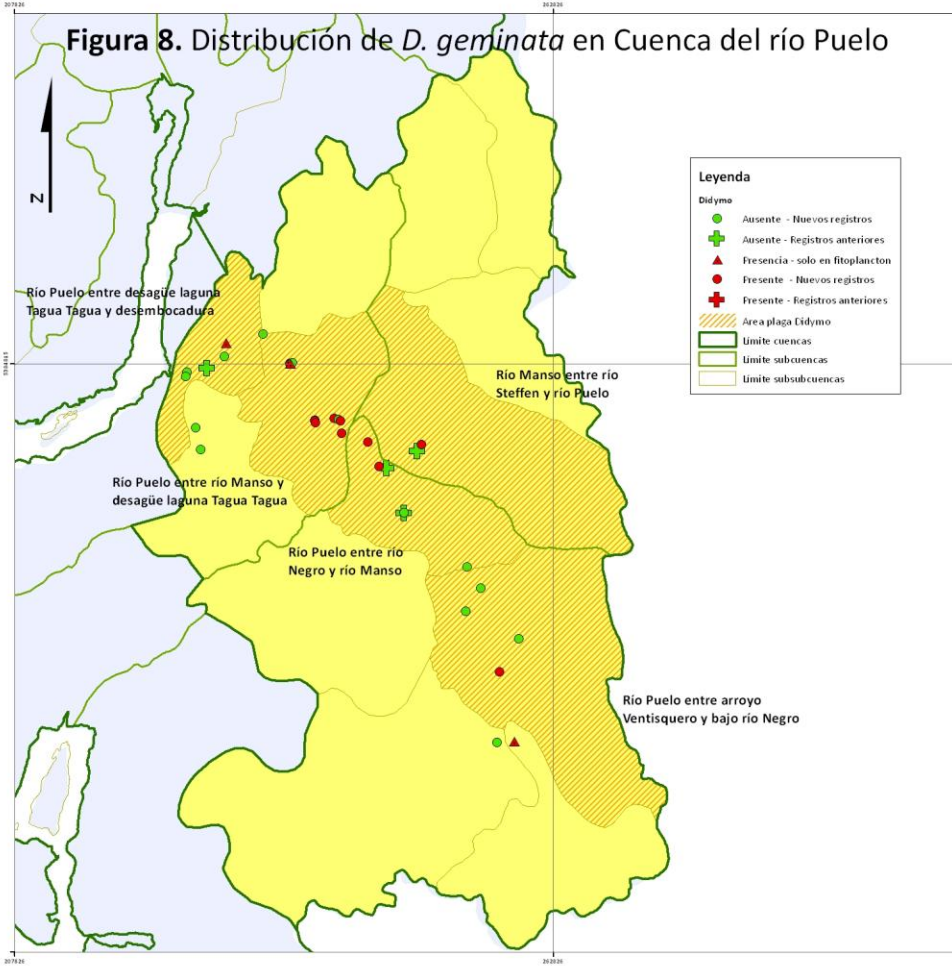 207826
262826
Figura 8. Distribución de D. geminata en Cuenca del río Puelo
N
Leyenda
Didymo
Ausente - Nuevos registros
Ausente - Registros anteriores
Presencia - solo en fitoplancton
Presente - Nuevos registros
Presente - Registros anteriores
Area plaga Didymo
Límite cuencas
Límite subcuencas
Límite subsubcuencas
Río Puelo entre desagüe laguna
Tagua Tagua y desembocadura
Río Manso entre río
Steffen y río Puelo
Río Puelo entre río Manso y
desagüe laguna Tagua Tagua
Río Puelo entre río
Negro y río Manso
Río Puelo entre arroyo
Ventisquero y bajo río Negro
207826
262826